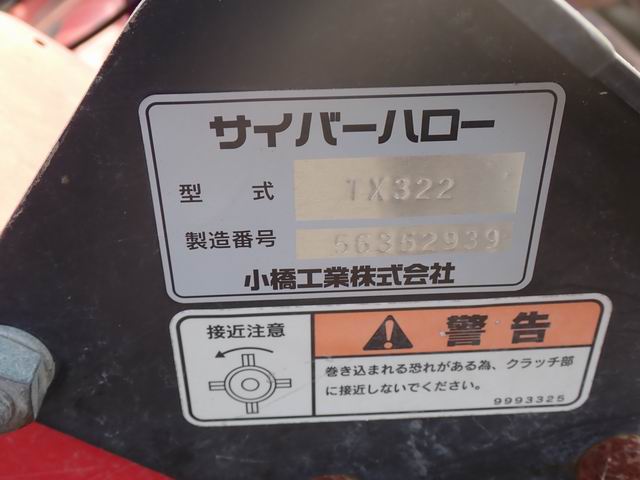 サイバーハロー
型式 TX322
製造番号 56362939
小橋工業株式会社
接近注意
警告
巻き込まれる恐れがある為、クラッチ部
に接近しないでください。
9993325